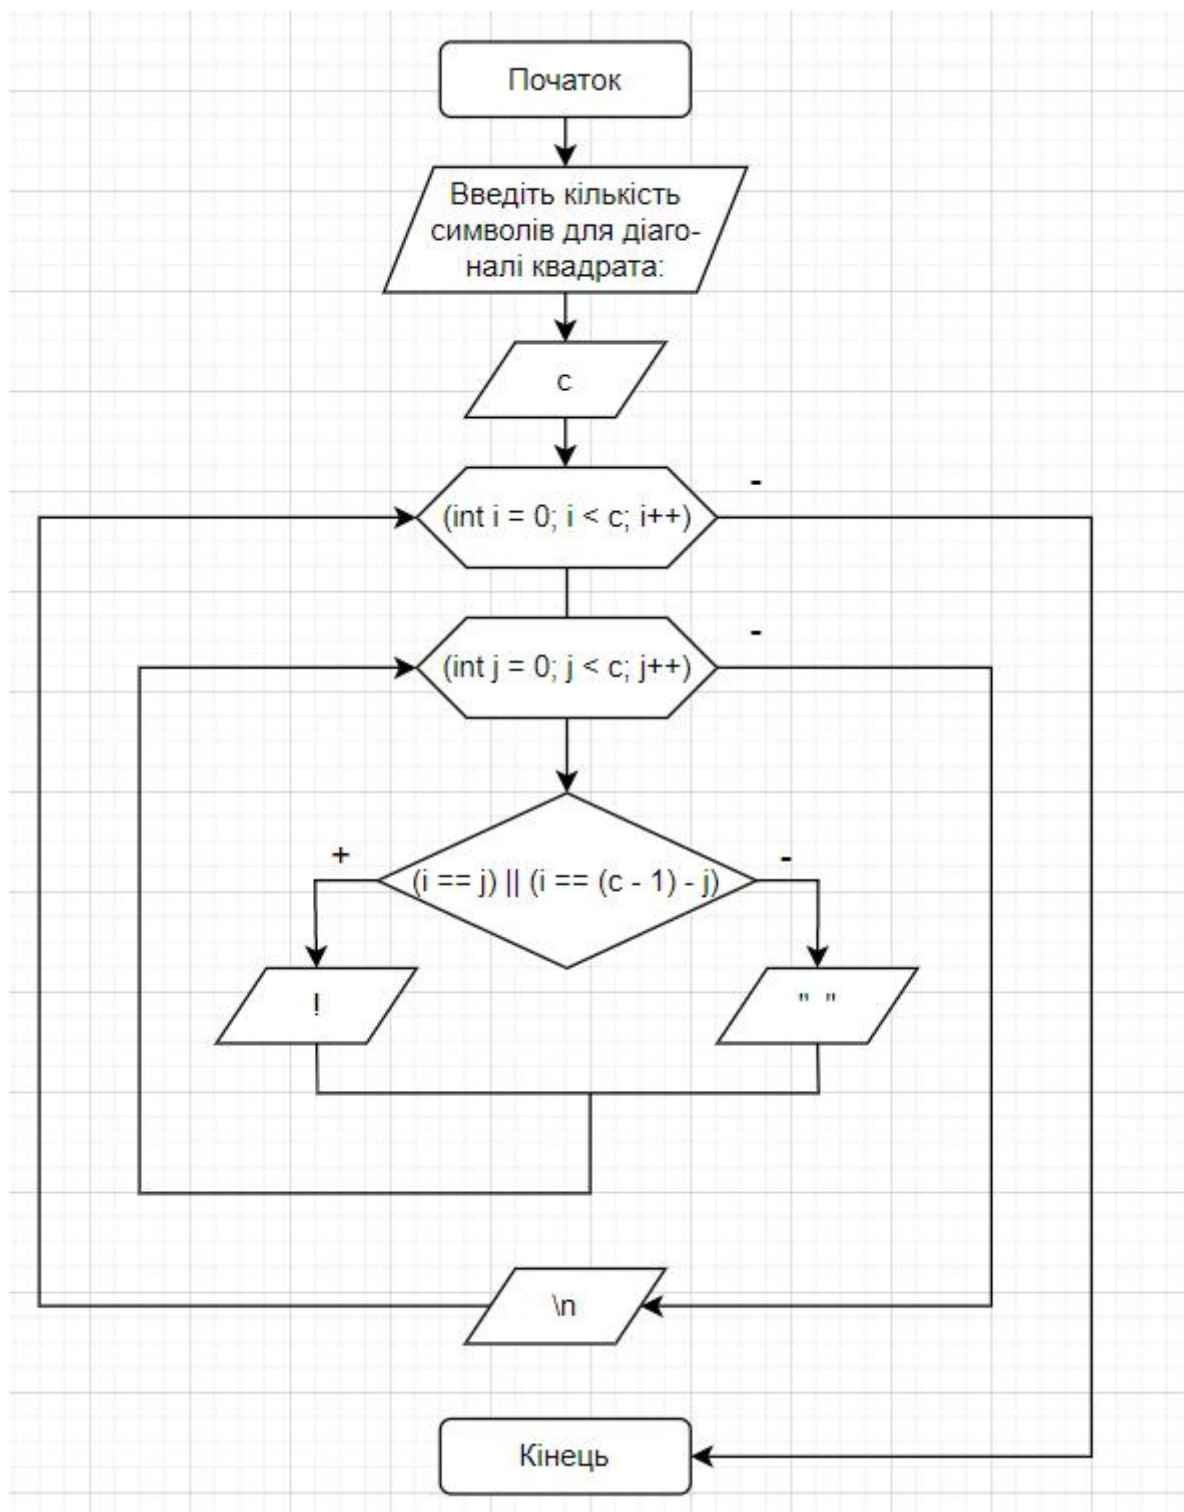 Початок
Введіть кількість
символів для діаго-
налі квадрата:
c
(int i = 0; i < c; i++)
-
(int j = 0; j < c; j++)
-
+
(i == j) || (i == (c - 1) - j)
-
!
" "
\n
Кінець